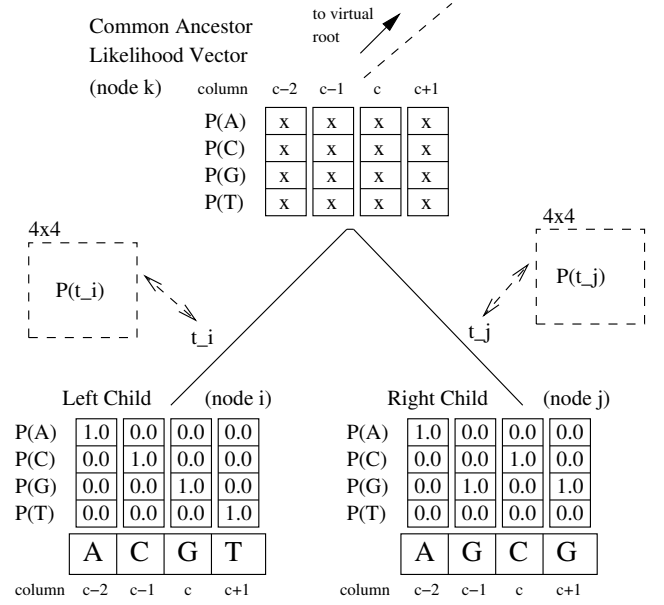 Common Ancestor
Likelihood Vector
(node k)
to virtual
root
column c−2 c−1 c c+1
P(A) x x x x
P(C) x x x x
P(G) x x x x
P(T) x x x x
4x4
P(t_i)
t_i
4x4
P(t_j)
t_j
Left Child (node i)
P(A) 1.0 0.0 0.0 0.0
P(C) 0.0 1.0 0.0 0.0
P(G) 0.0 0.0 1.0 0.0
P(T) 0.0 0.0 0.0 1.0
A C G T
column c−2 c−1 c c+1
Right Child (node j)
P(A) 1.0 0.0 0.0 0.0
P(C) 0.0 0.0 1.0 0.0
P(G) 0.0 1.0 0.0 1.0
P(T) 0.0 0.0 0.0 0.0
A G C G
column c−2 c−1 c c+1